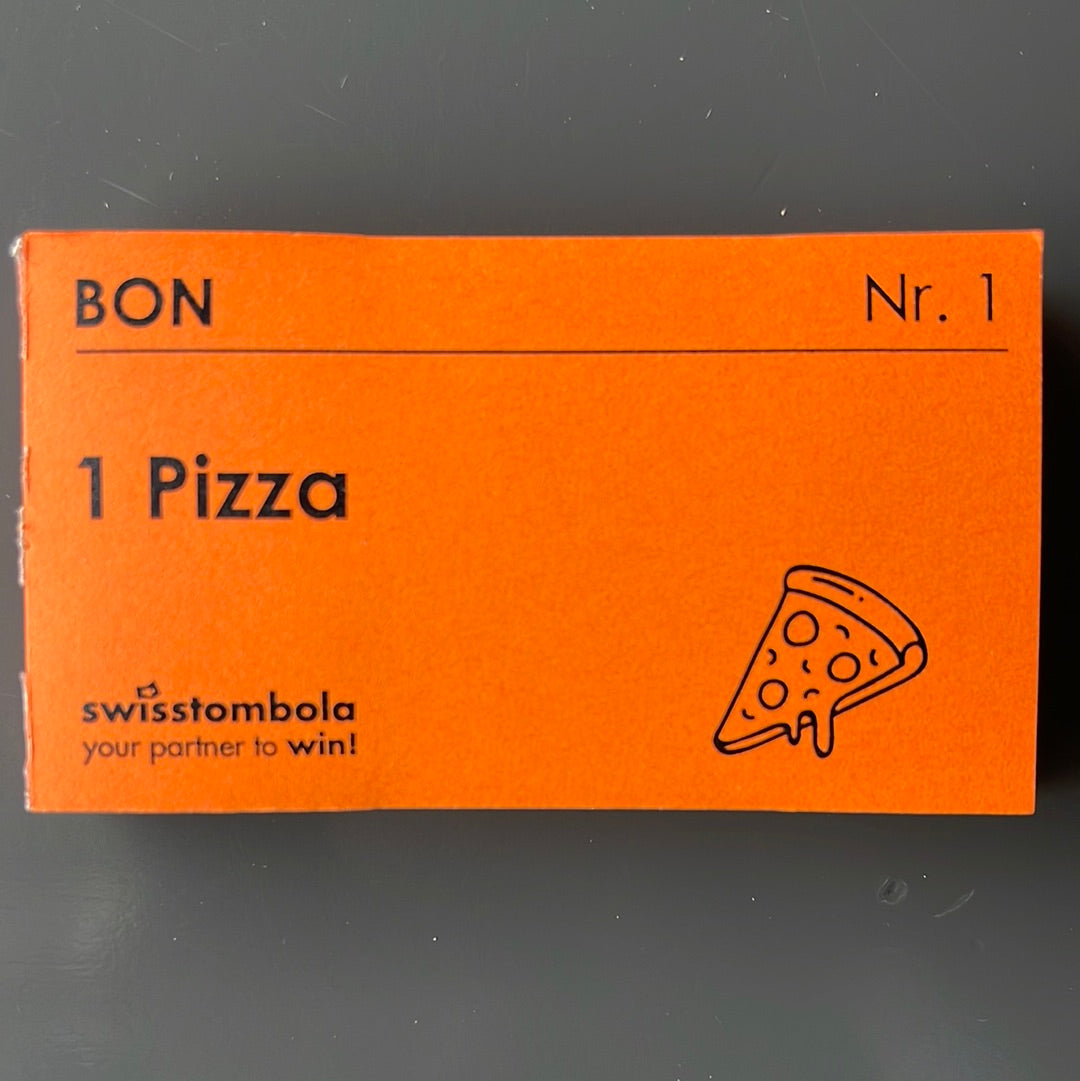 BON
Nr. 1
1 Pizza
swisstombola
your partner to win!